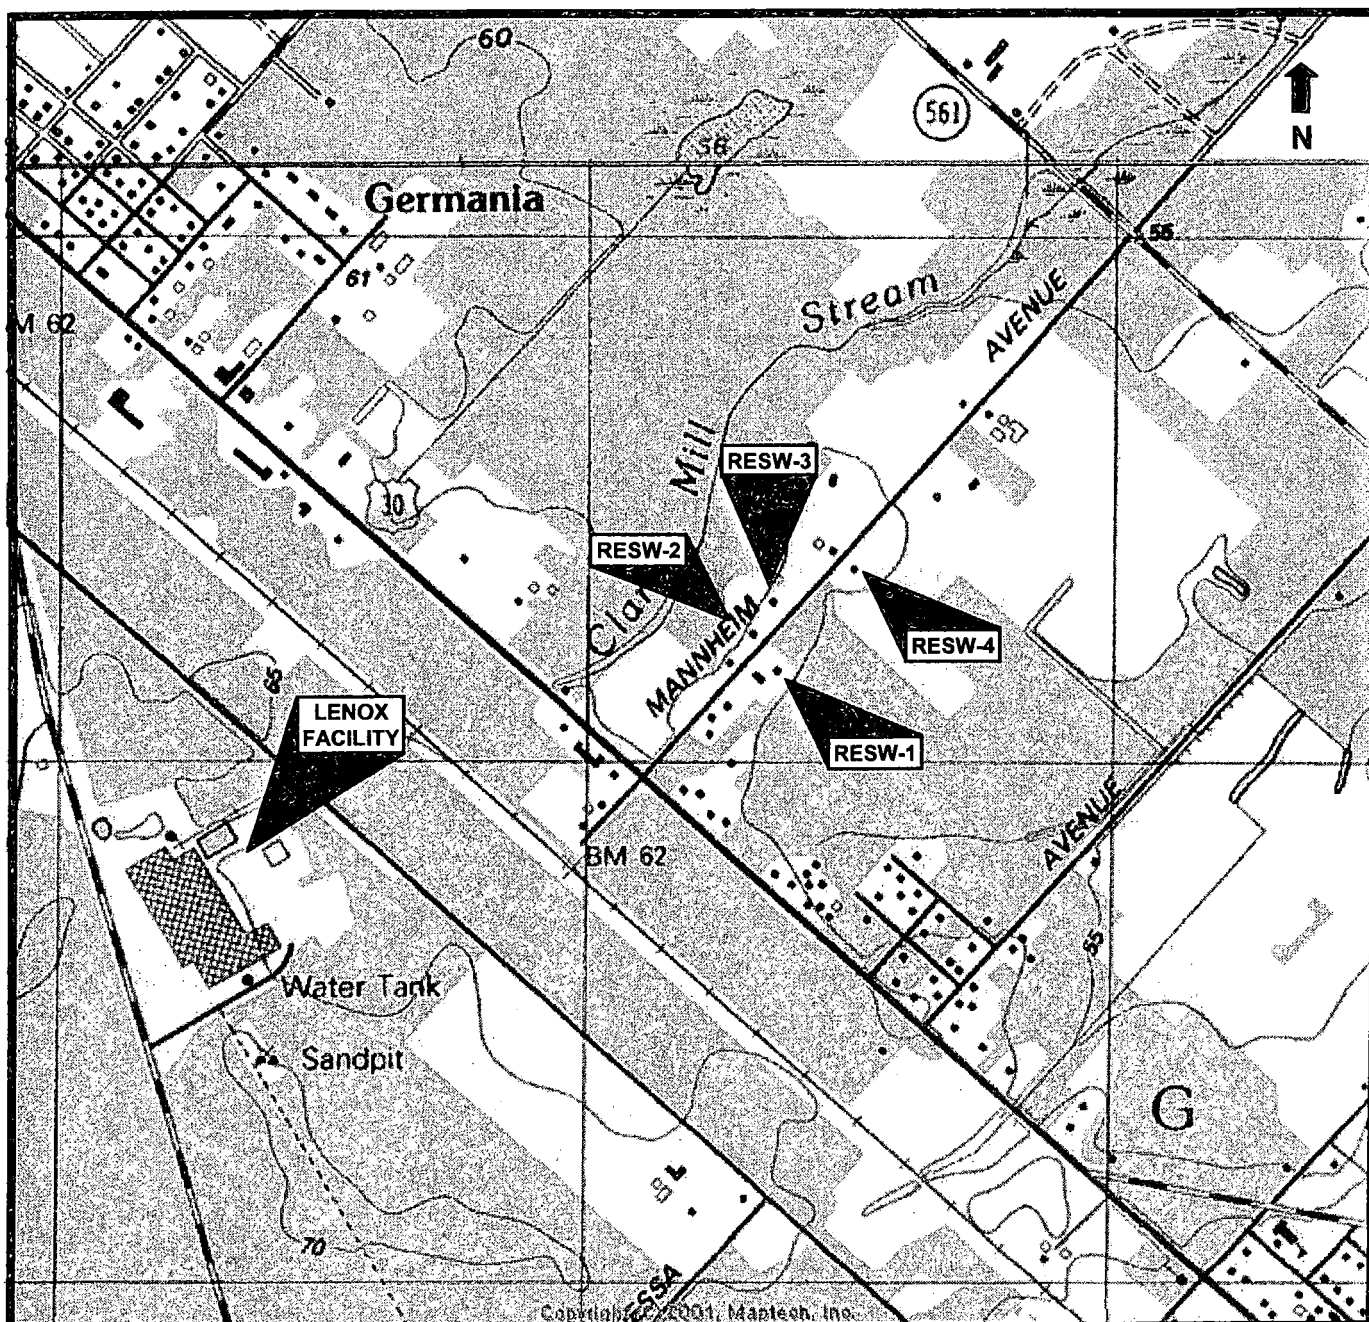 60
561
N
56
Germania
55
61
M 62
Stream
AVENUE
Mill
RESW-3
30
RESW-2
Clar
MANNHEIM
RESW-4
65
LENOX
FACILITY
RESW-1
AVENUE
BM 62
55
Water Tank
Sandpit
G
70
SSA
Copyright (C) 2001, Maptech, Inc.